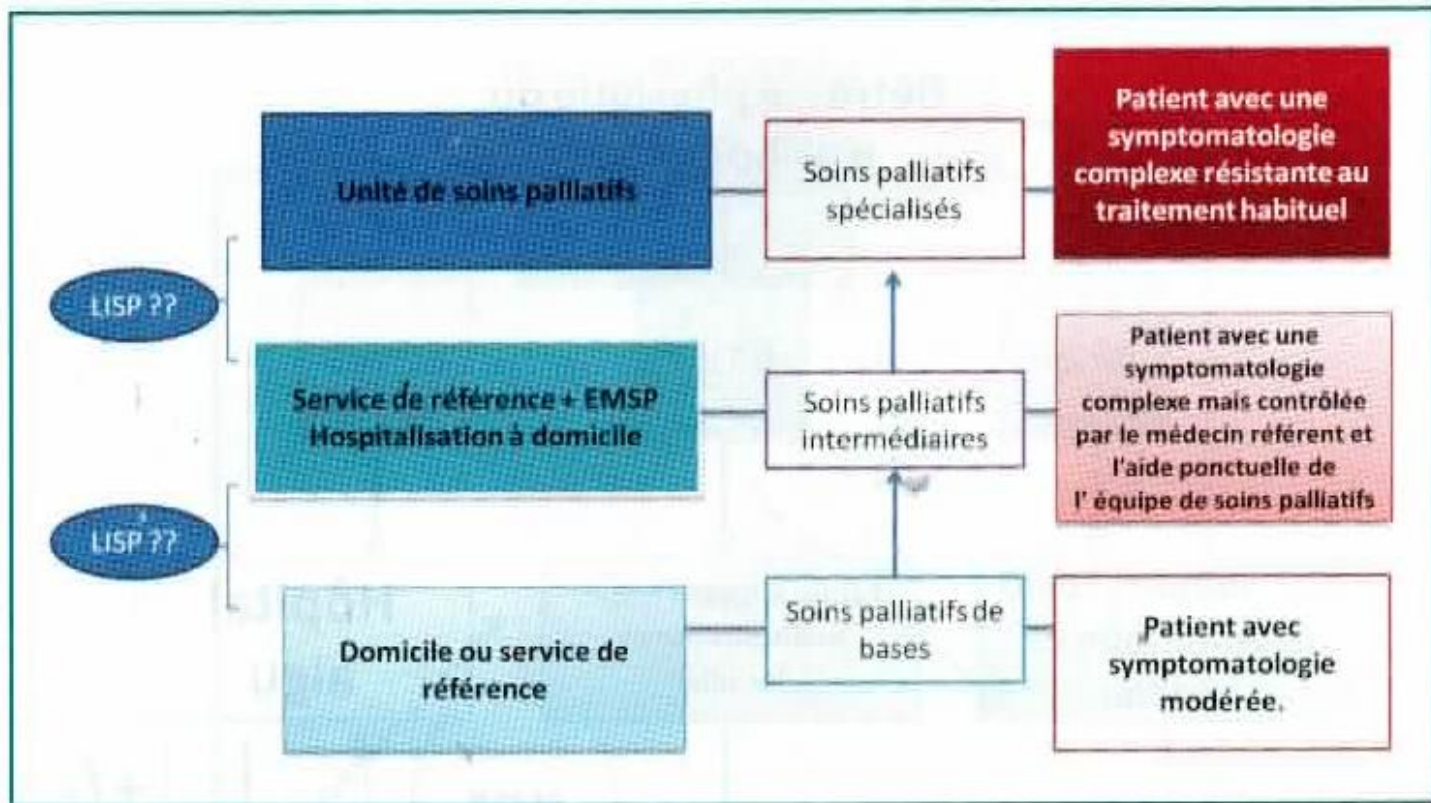 Unité de soins palliatifs
Soins palliatifs
spécialisés
Patient avec une
symptomatologie
complexe résistante au
traitement habituel
LISP ??
Service de référence + EMSP
Hospitalisation à domicile
Soins palliatifs
intermédiaires
Patient avec une
symptomatologie
complexe mais contrôlée
par le médecin référent et
l'aide ponctuelle de
l' équipe de soins palliatifs
LISP ??
Domicile ou service de
référence
Soins palliatifs de
bases
Patient avec
symptomatologie
modérée.
Hôpital